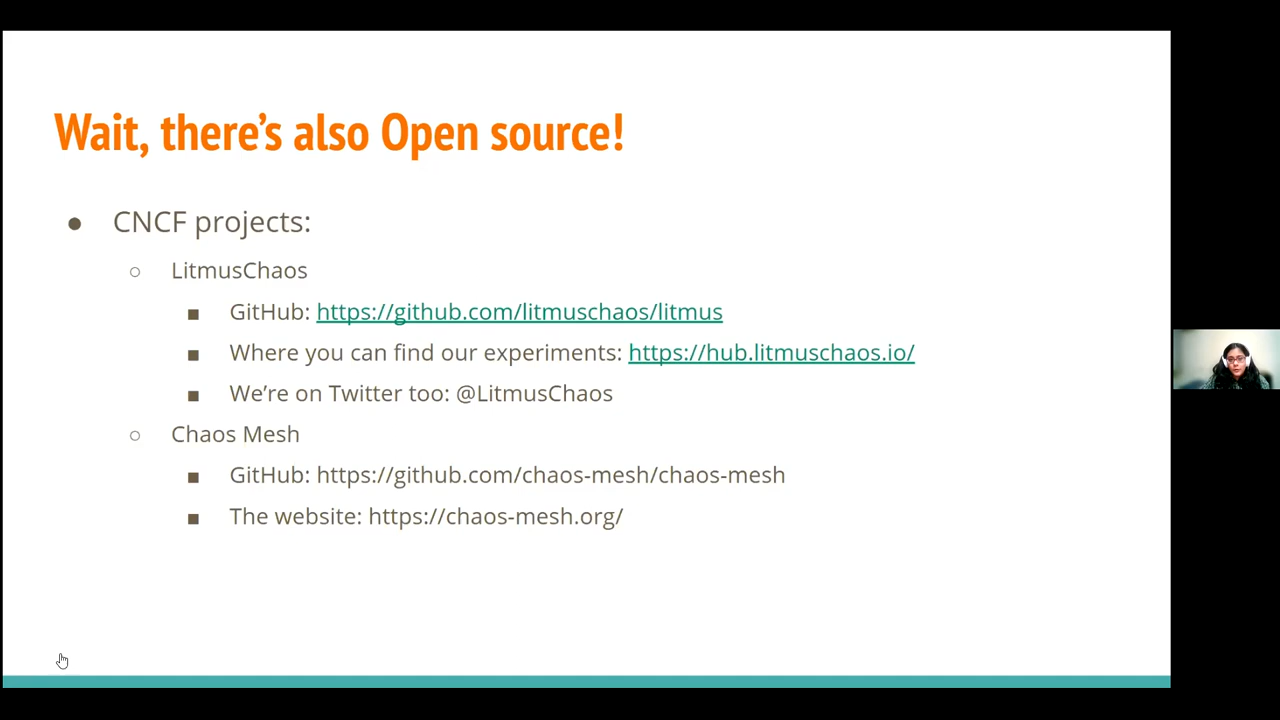 Wait, there's also Open source!
● CNCF projects:
○ LitmusChaos
■ GitHub: https://github.com/litmuschaos/litmus
■ Where you can find our experiments: https://hub.litmuschaos.io/
■ We're on Twitter too: @LitmusChaos
○ Chaos Mesh
■ GitHub: https://github.com/chaos-mesh/chaos-mesh
■ The website: https://chaos-mesh.org/